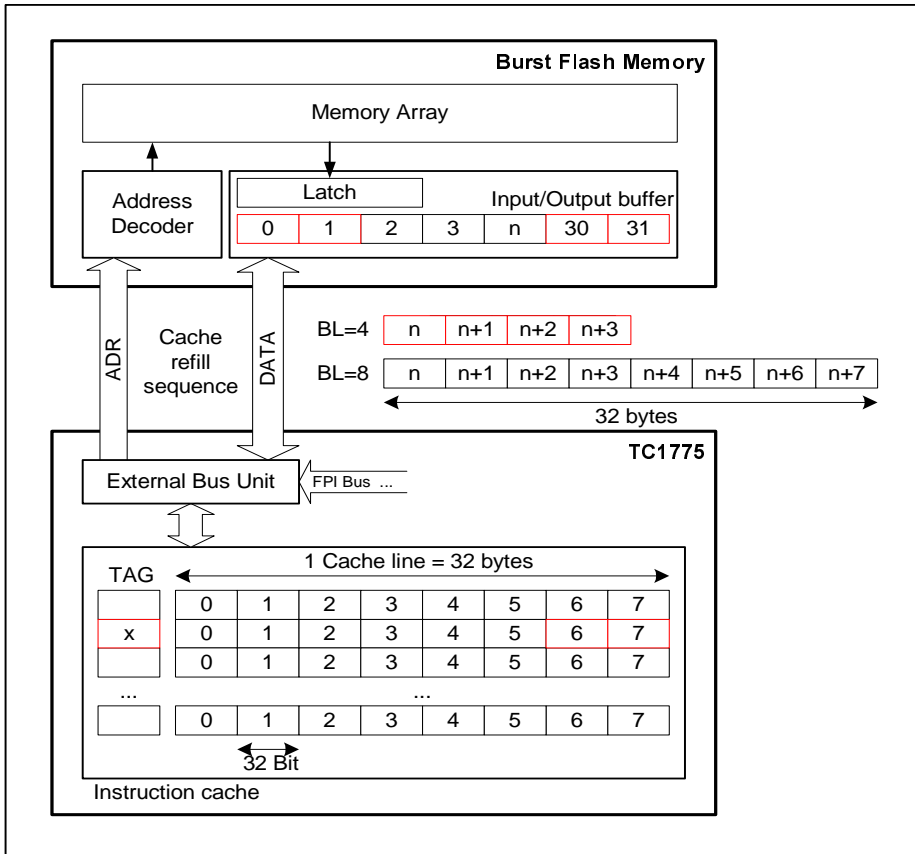 Burst Flash Memory
Memory Array
Address
Decoder
Latch
Input/Output buffer
0 1 2 3 n 30 31
ADR
Cache
refill
sequence
DATA
BL=4 n n+1 n+2 n+3
BL=8 n n+1 n+2 n+3 n+4 n+5 n+6 n+7
32 bytes
TC1775
External Bus Unit
FPI Bus ...
1 Cache line = 32 bytes
TAG
0 1 2 3 4 5 6 7
x 0 1 2 3 4 5 6 7
0 1 2 3 4 5 6 7
... ...
0 1 2 3 4 5 6 7
32 Bit
Instruction cache